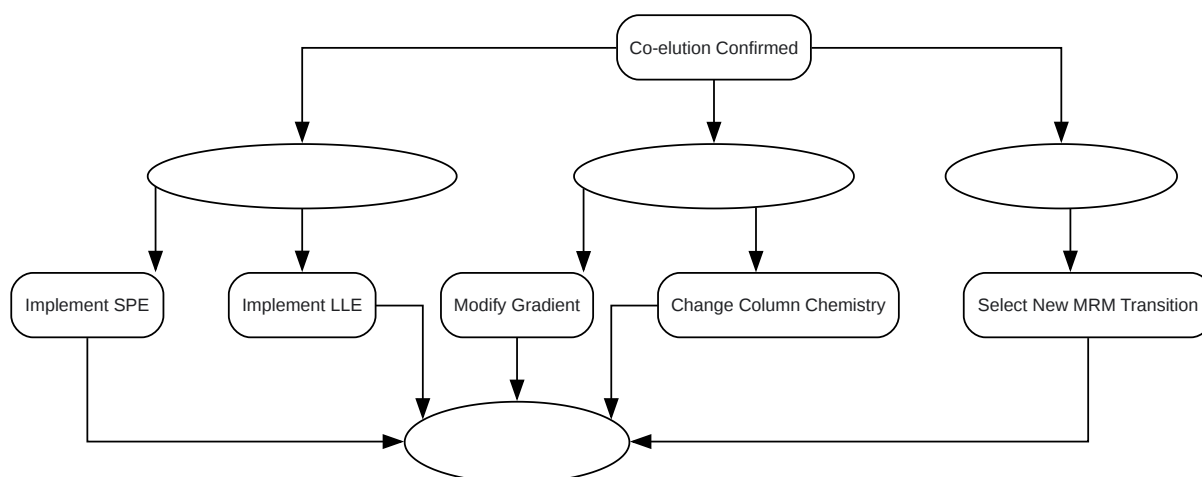 Co-elution Confirmed
Implement SPE
Implement LLE
Modify Gradient
Change Column Chemistry
Select New MRM Transition